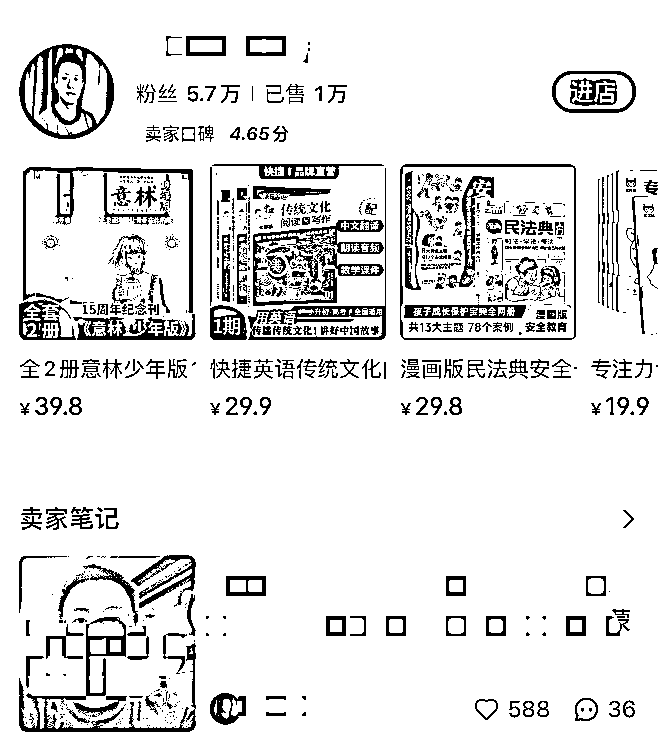 粉丝 5.7万 | 已售 1万
进店
卖家口碑 4.65分
意林
15周年纪念刊
全套2册
《意林 少年版》
快捷 品牌直营
传统文化
阅读 写作
配
中文翻译
朗读音频
教学课件
1期
用英语
传播传统文化! 讲好中国故事
民法典
孩子成长保护宝典全两册
漫画版
共13大主题 78个案例
安全教育
专
全2册意林少年版
快捷英语传统文化
漫画版民法典安全
专注力
¥39.8
¥29.9
¥29.8
¥19.9
卖家笔记
588
36